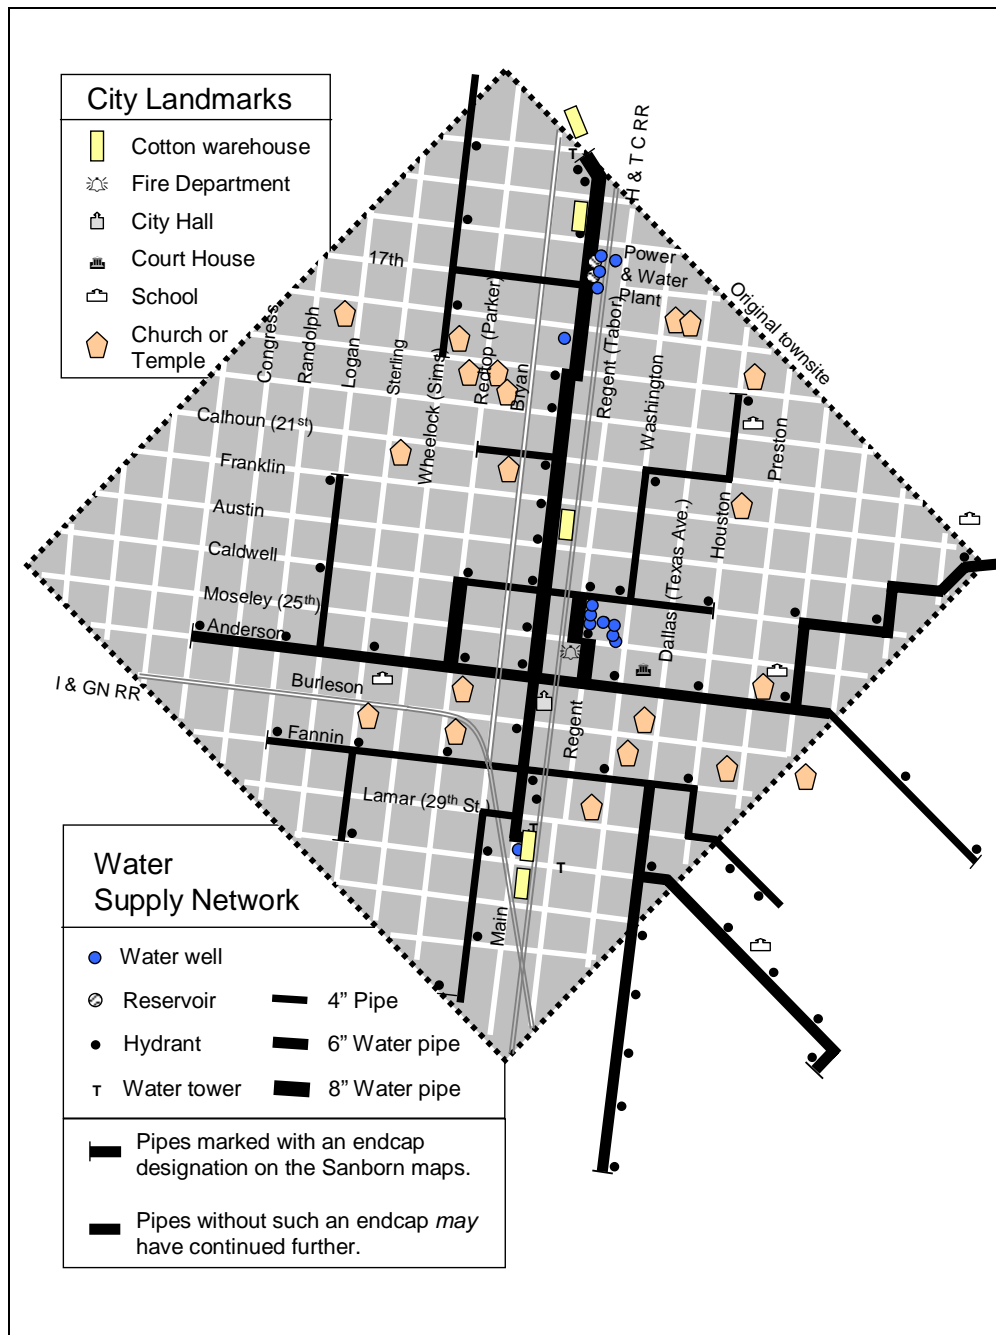 City Landmarks
Cotton warehouse
Fire Department
City Hall
Court House
School
Church or
Temple
H & T C RR
T
17th
Power
& Water
Plant
Original townsite
Congress
Randolph
Logan
Sterling
Wheelock (Sims)
Redtop (Parker)
Bryan
Regent (Tabor)
Washington
Preston
Calhoun (21st)
Franklin
Austin
Caldwell
Moseley (25th)
Anderson
Houston
Dallas (Texas Ave.)
I & GN RR
Burleson
Fannin
Regent
Lamar (29th St.)
T
T
Main
Water
Supply Network
Water well
Reservoir
4” Pipe
Hydrant
6” Water pipe
T
Water tower
8” Water pipe
Pipes marked with an endcap
designation on the Sanborn maps.
Pipes without such an endcap may
have continued further.